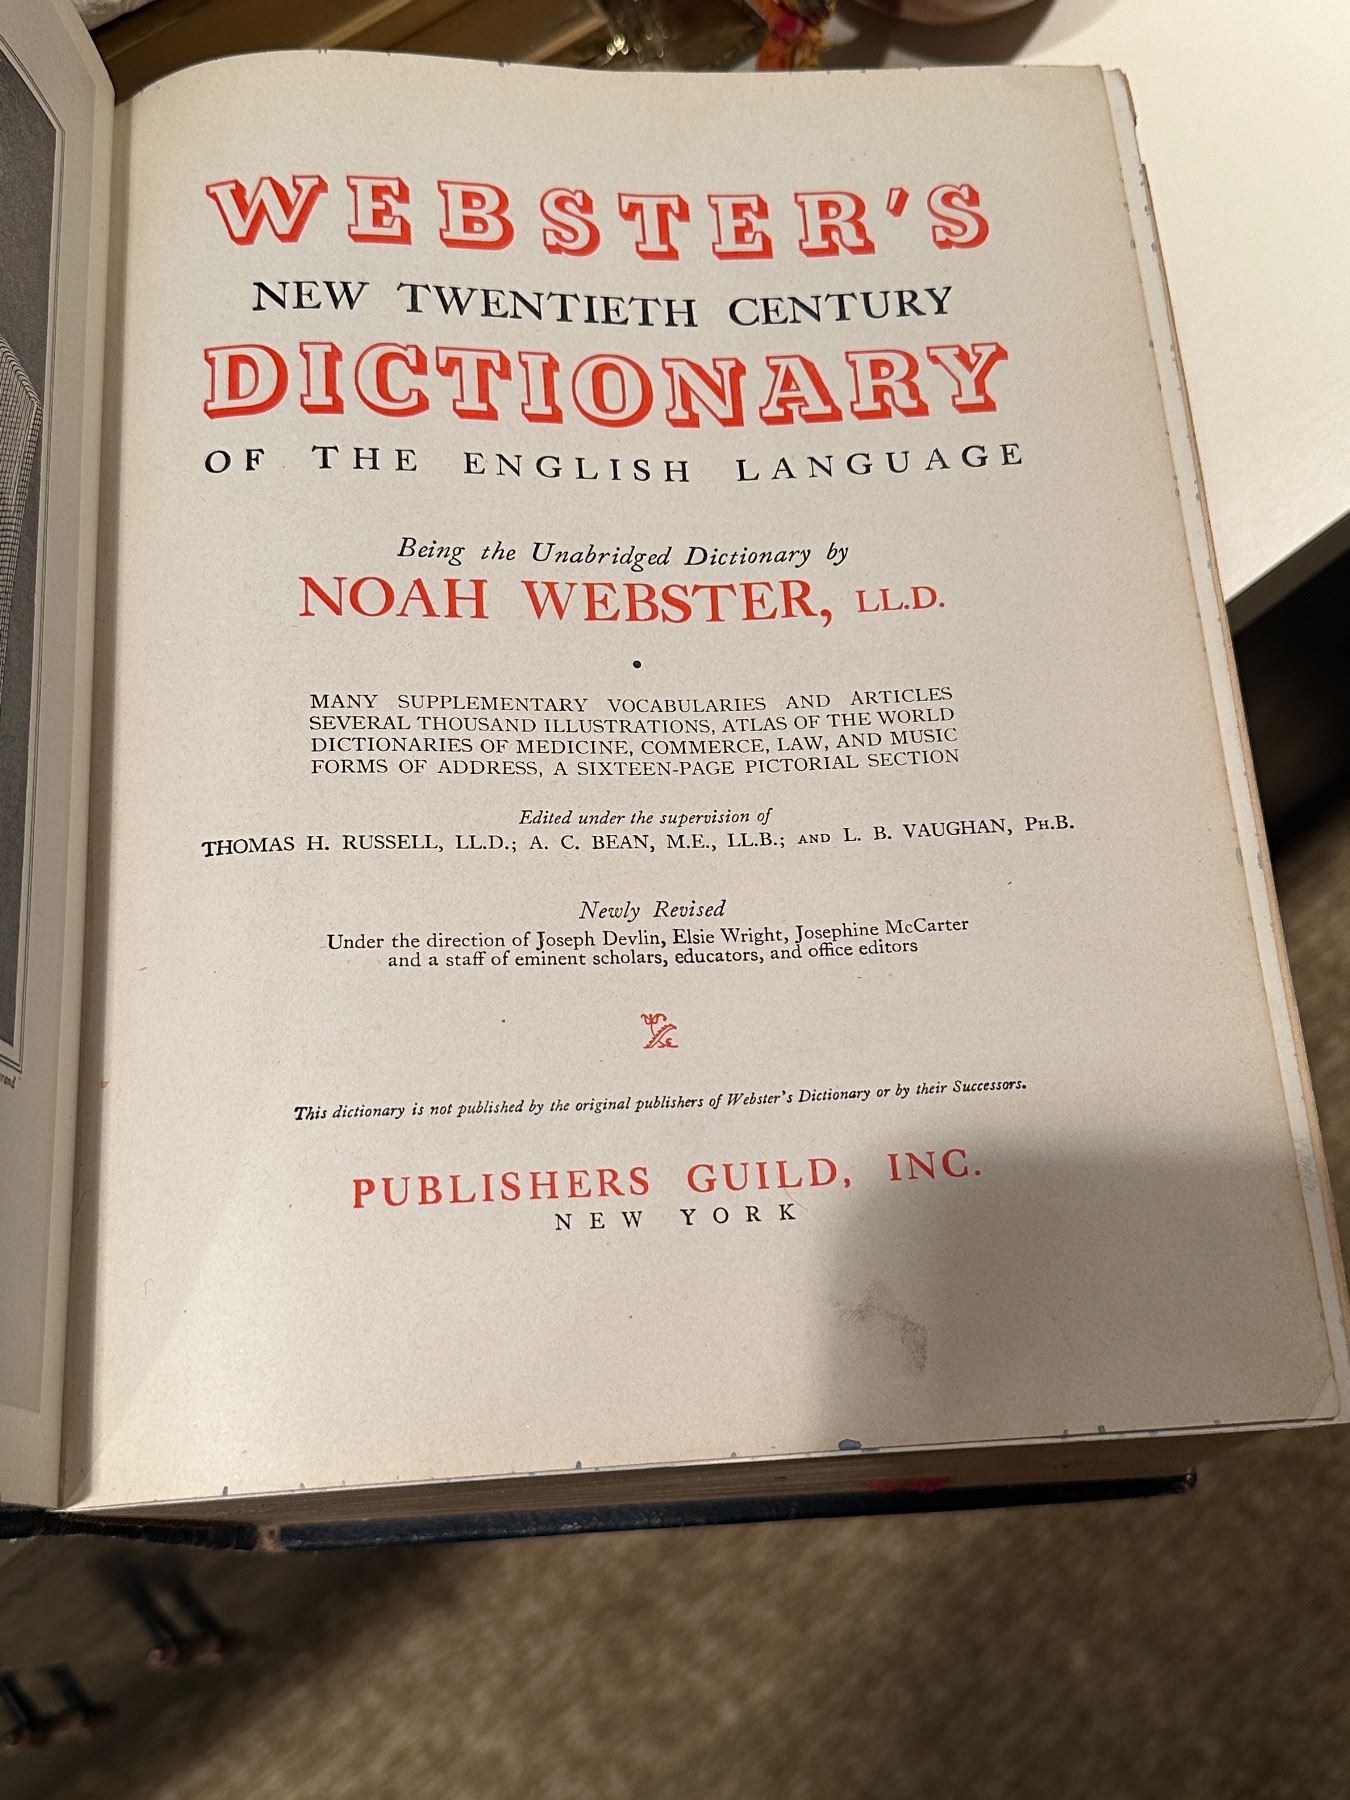 WEBSTER'S
NEW TWENTIETH CENTURY
DICTIONARY
OF THE ENGLISH LANGUAGE
Being the Unabridged Dictionary by
NOAH WEBSTER, LL.D.
•
MANY SUPPLEMENTARY VOCABULARIES AND ARTICLES
SEVERAL THOUSAND ILLUSTRATIONS, ATLAS OF THE WORLD
DICTIONARIES OF MEDICINE, COMMERCE, LAW, AND MUSIC
FORMS OF ADDRESS, A SIXTEEN-PAGE PICTORIAL SECTION
Edited under the supervision of
THOMAS H. RUSSELL, LL.D.; A. C. BEAN, M.E., LL.B.; AND L. B. VAUGHAN, PH.B.
Newly Revised
Under the direction of Joseph Devlin, Elsie Wright, Josephine McCarter
and a staff of eminent scholars, educators, and office editors
This dictionary is not published by the original publishers of Webster's Dictionary or by their Successors.
PUBLISHERS GUILD, INC.
NEW YORK